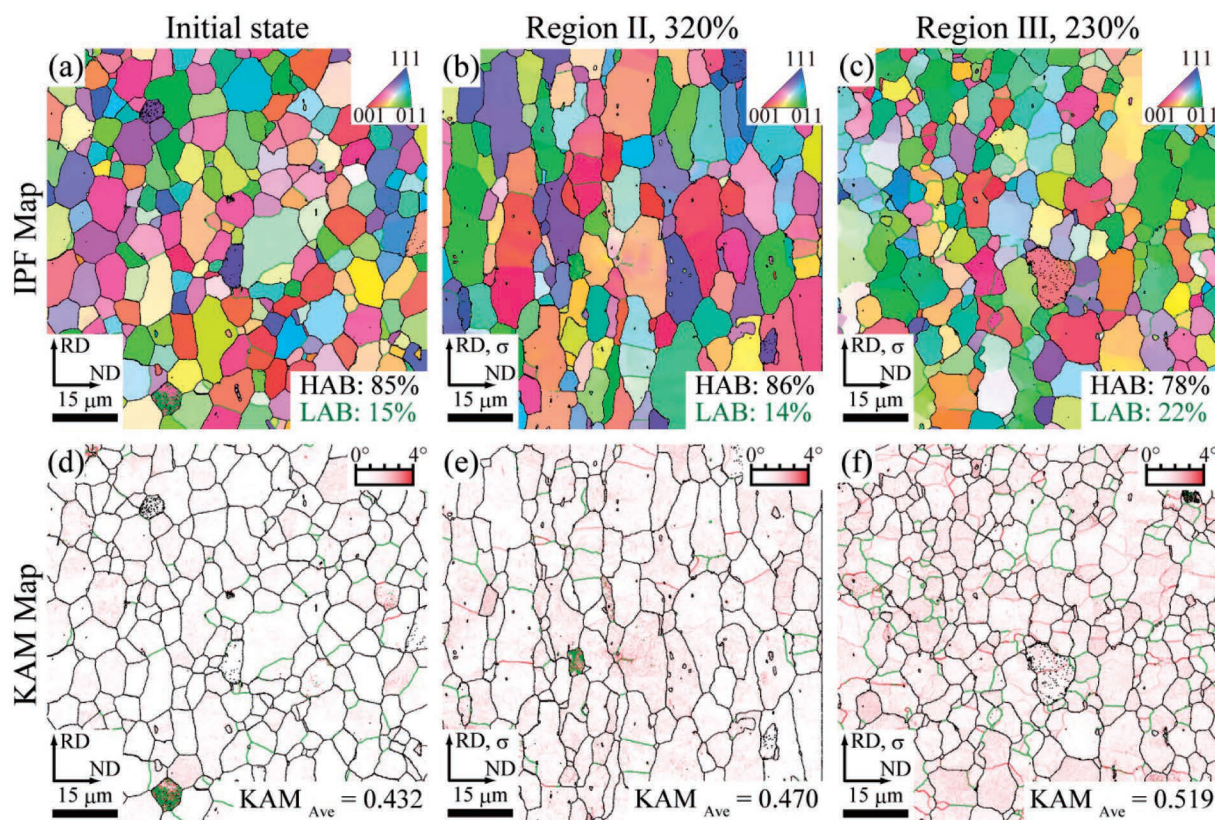 Initial state
Region II, 320%
Region III, 230%
IPF Map
(a)
111
001 011
RD
ND
HAB: 85%
LAB: 15%
15 μm
(b)
111
001 011
RD, σ
ND
HAB: 86%
LAB: 14%
15 μm
(c)
111
001 011
RD, σ
ND
HAB: 78%
LAB: 22%
15 μm
KAM Map
(d)
0° 4°
RD
ND
15 μm
KAM Ave = 0.432
(e)
0° 4°
RD, σ
ND
15 μm
KAM Ave = 0.470
(f)
0° 4°
RD, σ
ND
15 μm
KAM Ave = 0.519